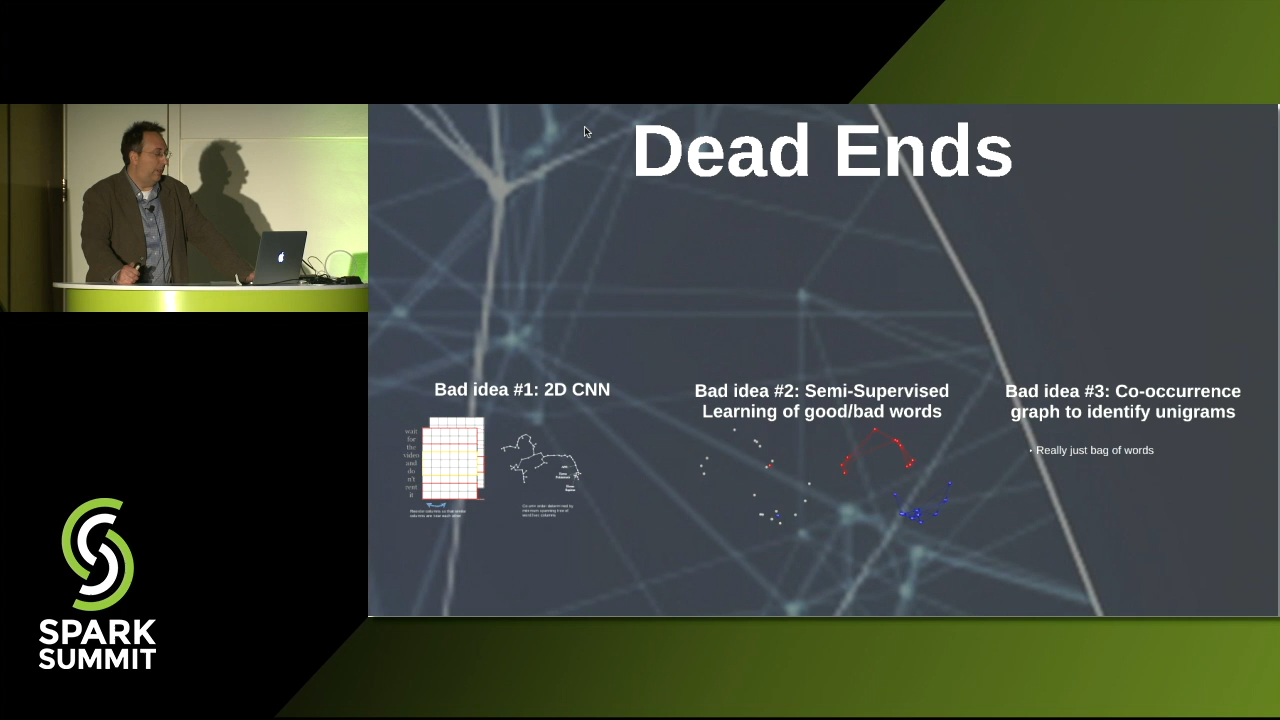 Dead Ends
Bad idea #1: 2D CNN
wait
for
the
video
and
do
n't
rent
it
Bad idea #2: Semi-Supervised
Learning of good/bad words
Bad idea #3: Co-occurrence
graph to identify unigrams
· Really just bag of words
SPARK
SUMMIT